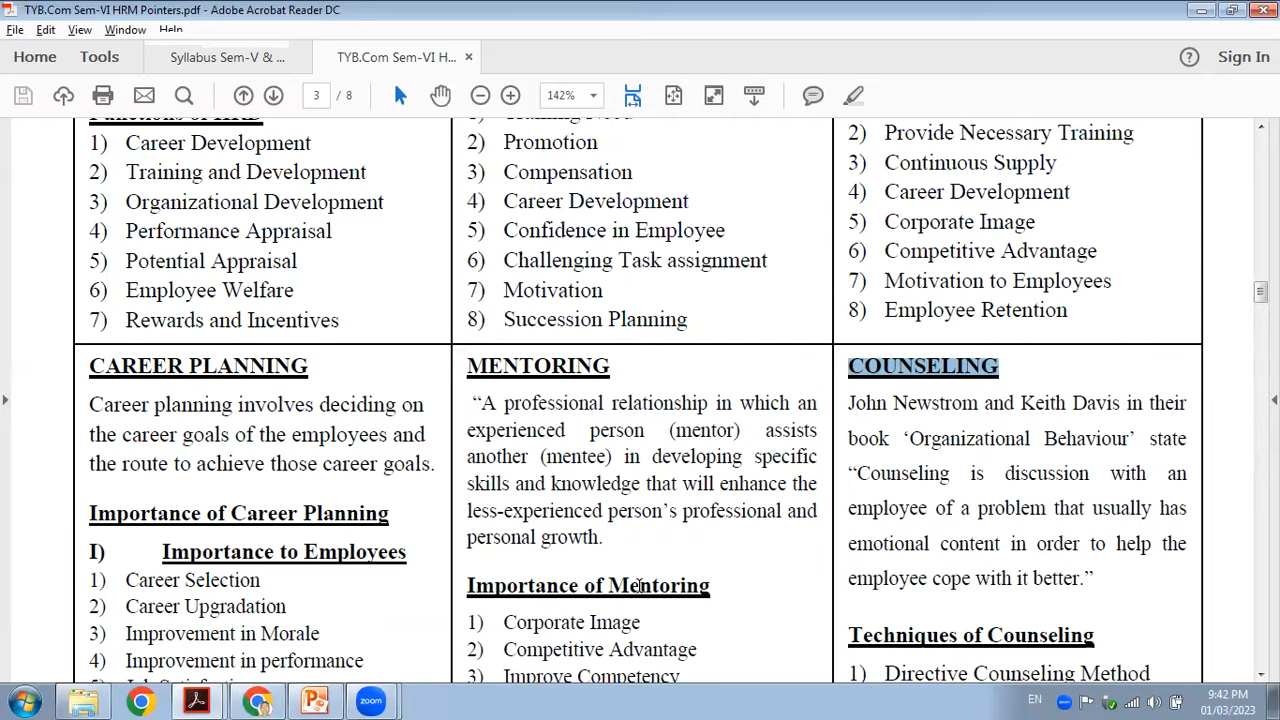 TYB.Com Sem-VI HRM Pointers.pdf - Adobe Acrobat Reader DC
File Edit View Window Help
Home Tools Syllabus Sem-V & ... TYB.Com Sem-VI H... × Sign In
3 / 8 142%
Functions of HRD
1) Career Development
2) Training and Development
3) Organizational Development
4) Performance Appraisal
5) Potential Appraisal
6) Employee Welfare
7) Rewards and Incentives
1) Training Need
2) Promotion
3) Compensation
4) Career Development
5) Confidence in Employee
6) Challenging Task assignment
7) Motivation
8) Succession Planning
2) Provide Necessary Training
3) Continuous Supply
4) Career Development
5) Corporate Image
6) Competitive Advantage
7) Motivation to Employees
8) Employee Retention
CAREER PLANNING
Career planning involves deciding on
the career goals of the employees and
the route to achieve those career goals.
Importance of Career Planning
I) Importance to Employees
1) Career Selection
2) Career Upgradation
3) Improvement in Morale
4) Improvement in performance
MENTORING
“A professional relationship in which an
experienced person (mentor) assists
another (mentee) in developing specific
skills and knowledge that will enhance the
less-experienced person’s professional and
personal growth.
Importance of Mentoring
1) Corporate Image
2) Competitive Advantage
3) Improve Competency
COUNSELING
John Newstrom and Keith Davis in their
book ‘Organizational Behaviour’ state
“Counseling is discussion with an
employee of a problem that usually has
emotional content in order to help the
employee cope with it better.”
Techniques of Counseling
1) Directive Counseling Method
zoom
EN
9:42 PM
01/03/2023